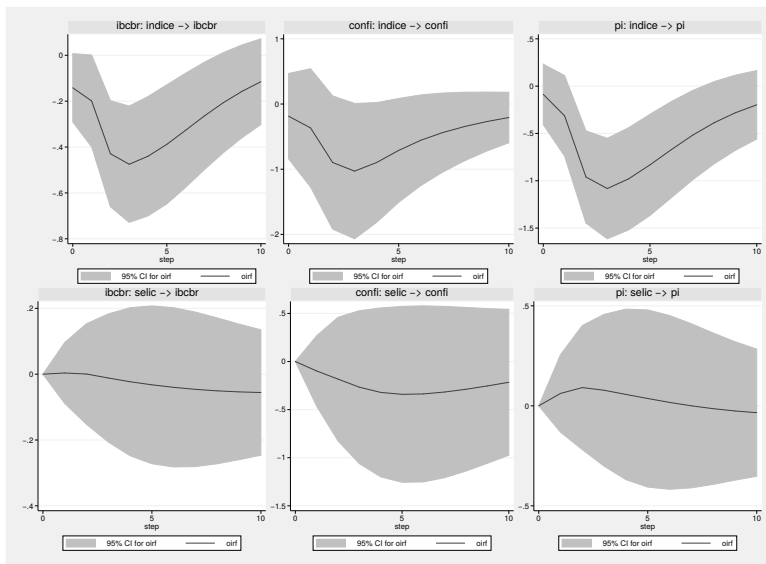 ibcbr: indice −> ibcbr
confi: indice −> confi
pi: indice −> pi
0
−.2
−.4
−.6
−.8
0
5
10
step
1
0
−1
−2
0
5
10
step
.5
0
−.5
−1
−1.5
0
5
10
step
95% CI for oirf
oirf
95% CI for oirf
oirf
95% CI for oirf
oirf
ibcbr: selic −> ibcbr
confi: selic −> confi
pi: selic −> pi
.2
0
−.2
−.4
0
5
10
step
.5
0
−.5
−1
−1.5
0
5
10
step
.5
0
−.5
0
5
10
step
95% CI for oirf
oirf
95% CI for oirf
oirf
95% CI for oirf
oirf